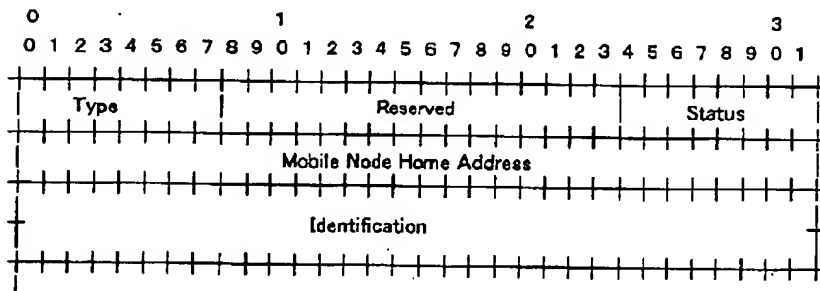 0 1 2 3
0 1 2 3 4 5 6 7 8 9 0 1 2 3 4 5 6 7 8 9 0 1 2 3 4 5 6 7 8 9 0 1
Type Reserved Status
Mobile Node Home Address
Identification